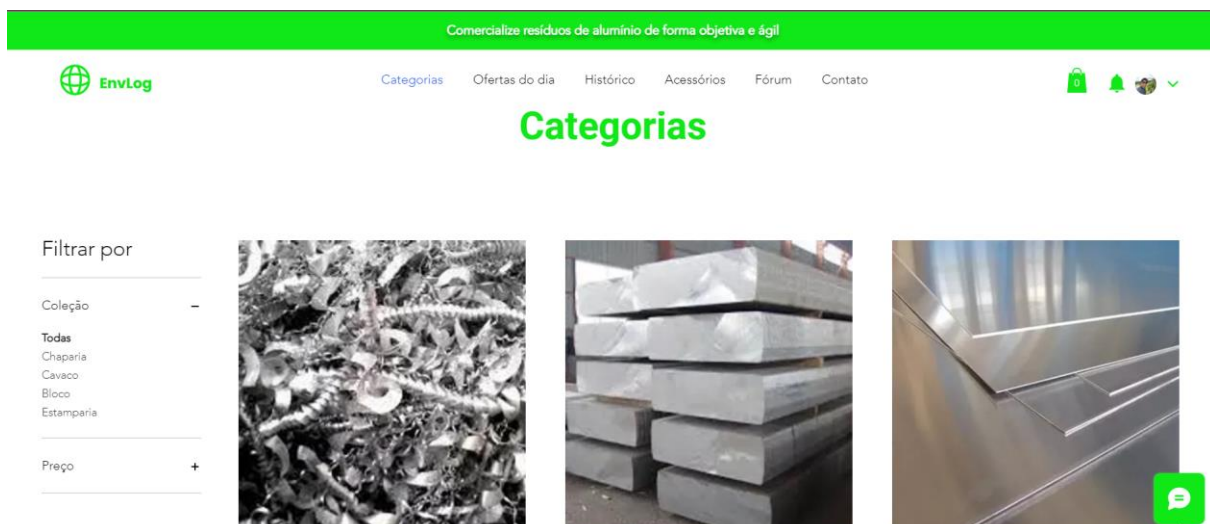 Comercialize resíduos de alumínio de forma objetiva e ágil
EnvLog
Categorias Ofertas do dia Histórico Acessórios Fórum Contato
0
Categorias
Filtrar por
Coleção –
Todas
Chaparia
Cavaco
Bloco
Estamparia
Preço +